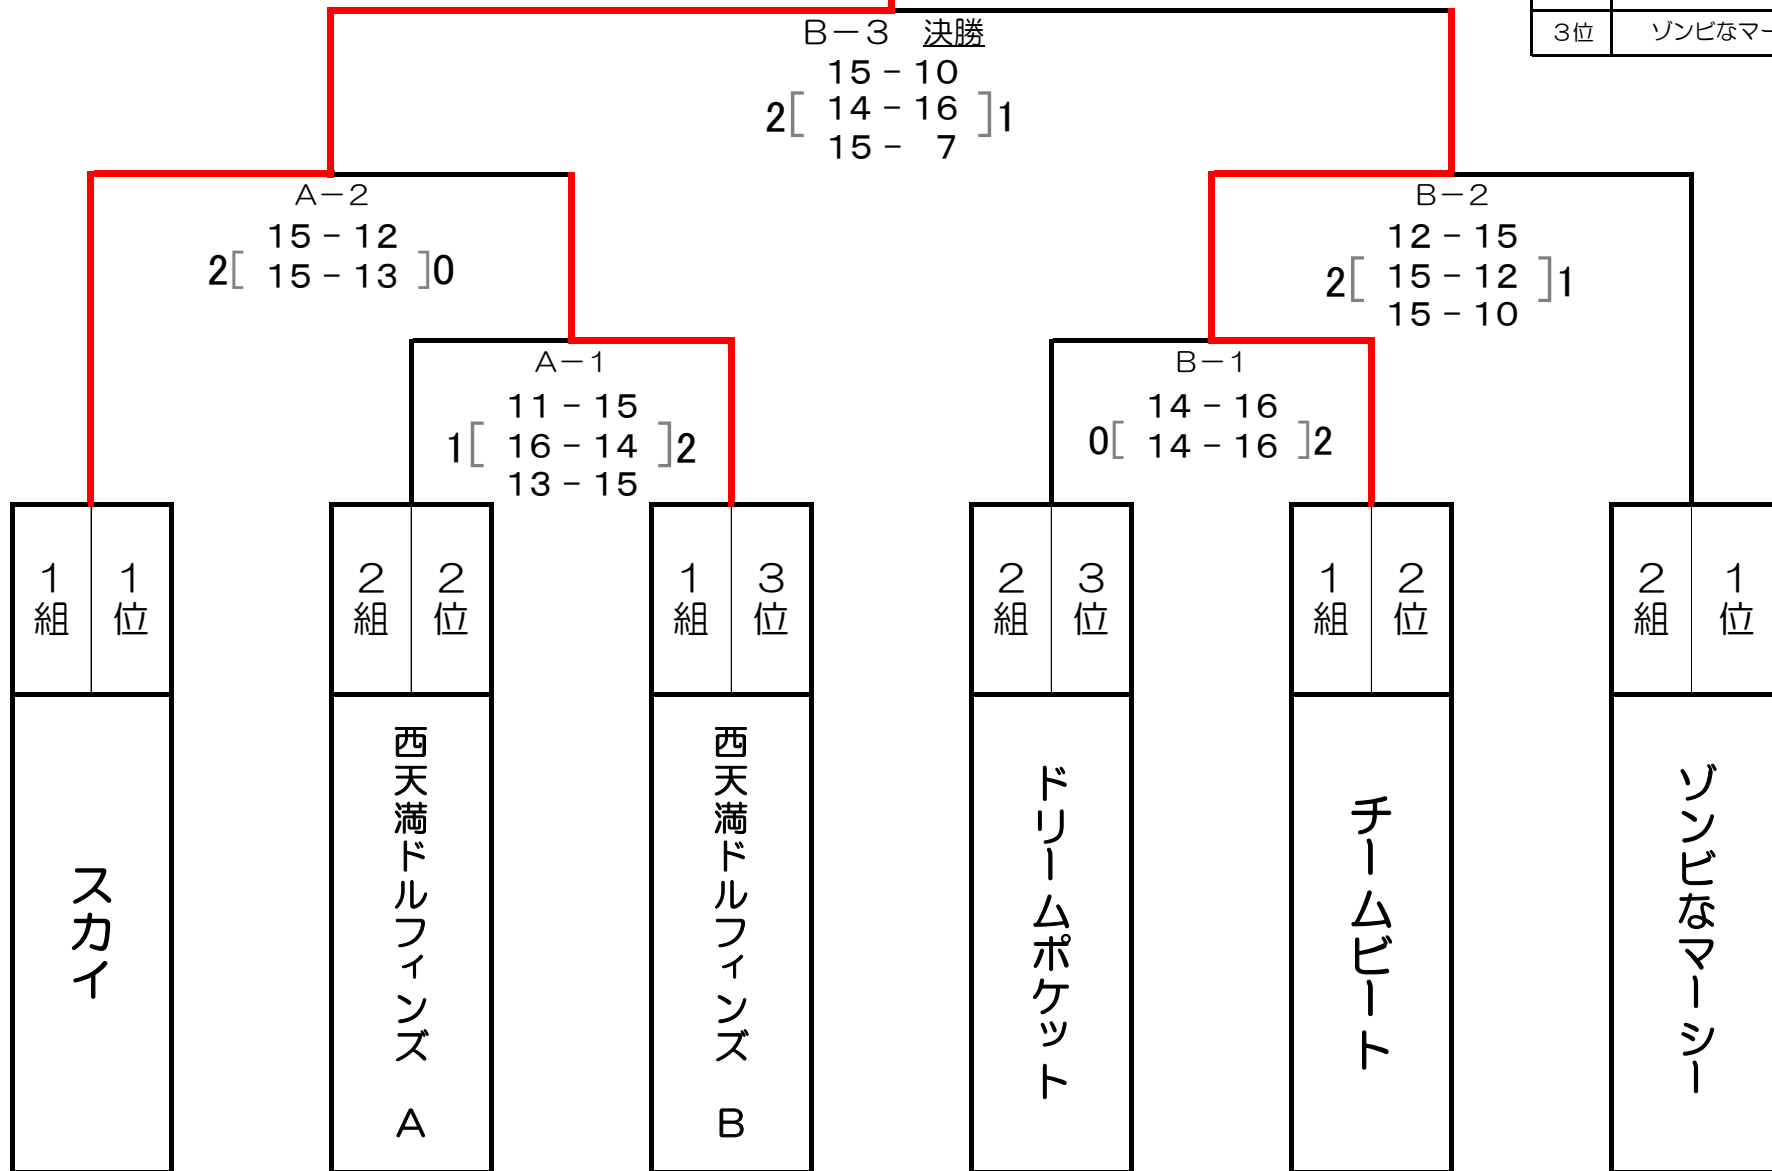 3位 ゾンビなマー
B－3 決勝
15 － 10
2[ 14 － 16 ]1
15 － 7
A－2
15 － 12
2[ 15 － 13 ]0
B－2
12 － 15
2[ 15 － 12 ]1
15 － 10
A－1
11 － 15
1[ 16 － 14 ]2
13 － 15
B－1
14 － 16
0[ 14 － 16 ]2
1組 1位
2組 2位
1組 3位
2組 3位
1組 2位
2組 1位
スカイ
西天満ドルフィンズ A
西天満ドルフィンズ B
ドリームポケット
チームビート
ゾンビなマーシー